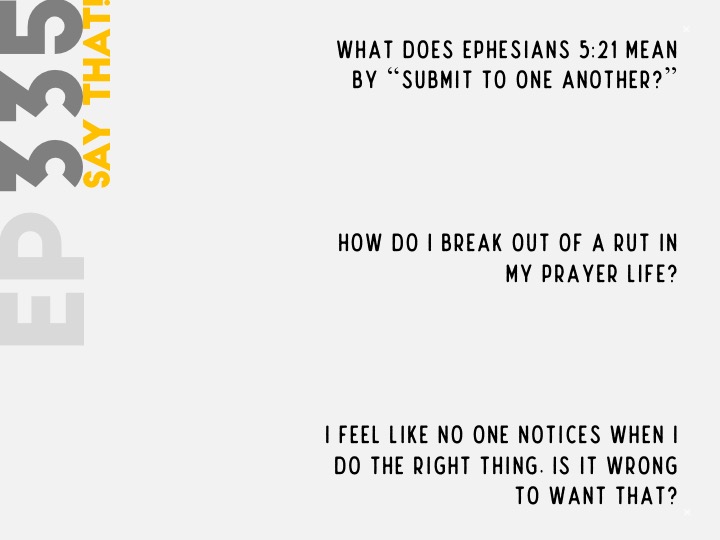 EP 335
SAY THAT!
WHAT DOES EPHESIANS 5:21 MEAN
BY “SUBMIT TO ONE ANOTHER?”
HOW DO I BREAK OUT OF A RUT IN
MY PRAYER LIFE?
I FEEL LIKE NO ONE NOTICES WHEN I
DO THE RIGHT THING. IS IT WRONG
TO WANT THAT?